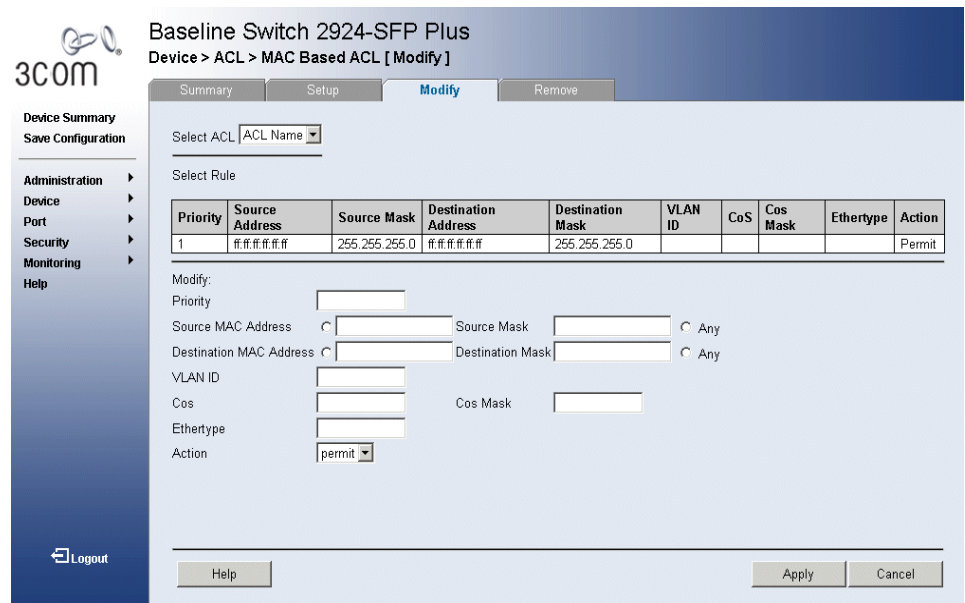 3COM
Baseline Switch 2924-SFP Plus
Device > ACL > MAC Based ACL [ Modify ]
Summary Setup Modify Remove
Device Summary
Save Configuration
Administration
Device
Port
Security
Monitoring
Help
Logout
Select ACL ACL Name
Select Rule
Priority Source Address Source Mask Destination Address Destination Mask VLAN ID CoS Cos Mask Ethertype Action
1 ff:ff:ff:ff:ff:ff 255.255.255.0 ff:ff:ff:ff:ff:ff 255.255.255.0 Permit
Modify:
Priority
Source MAC Address Source Mask Any
Destination MAC Address Destination Mask Any
VLAN ID
Cos Cos Mask
Ethertype
Action permit
Help Apply Cancel